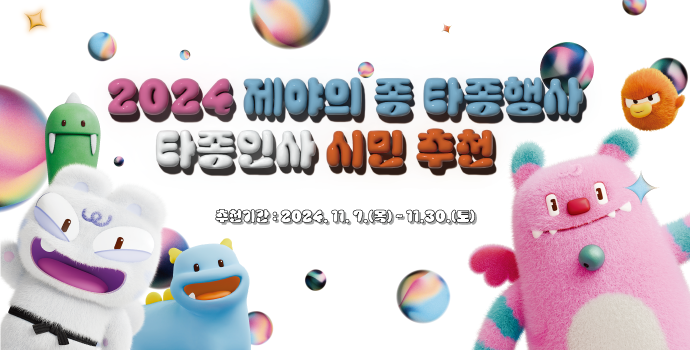 2024 제야의 종 타종행사
타종인사 시민 추천
추천기간 : 2024. 11. 7.(목) - 11.30.(토)